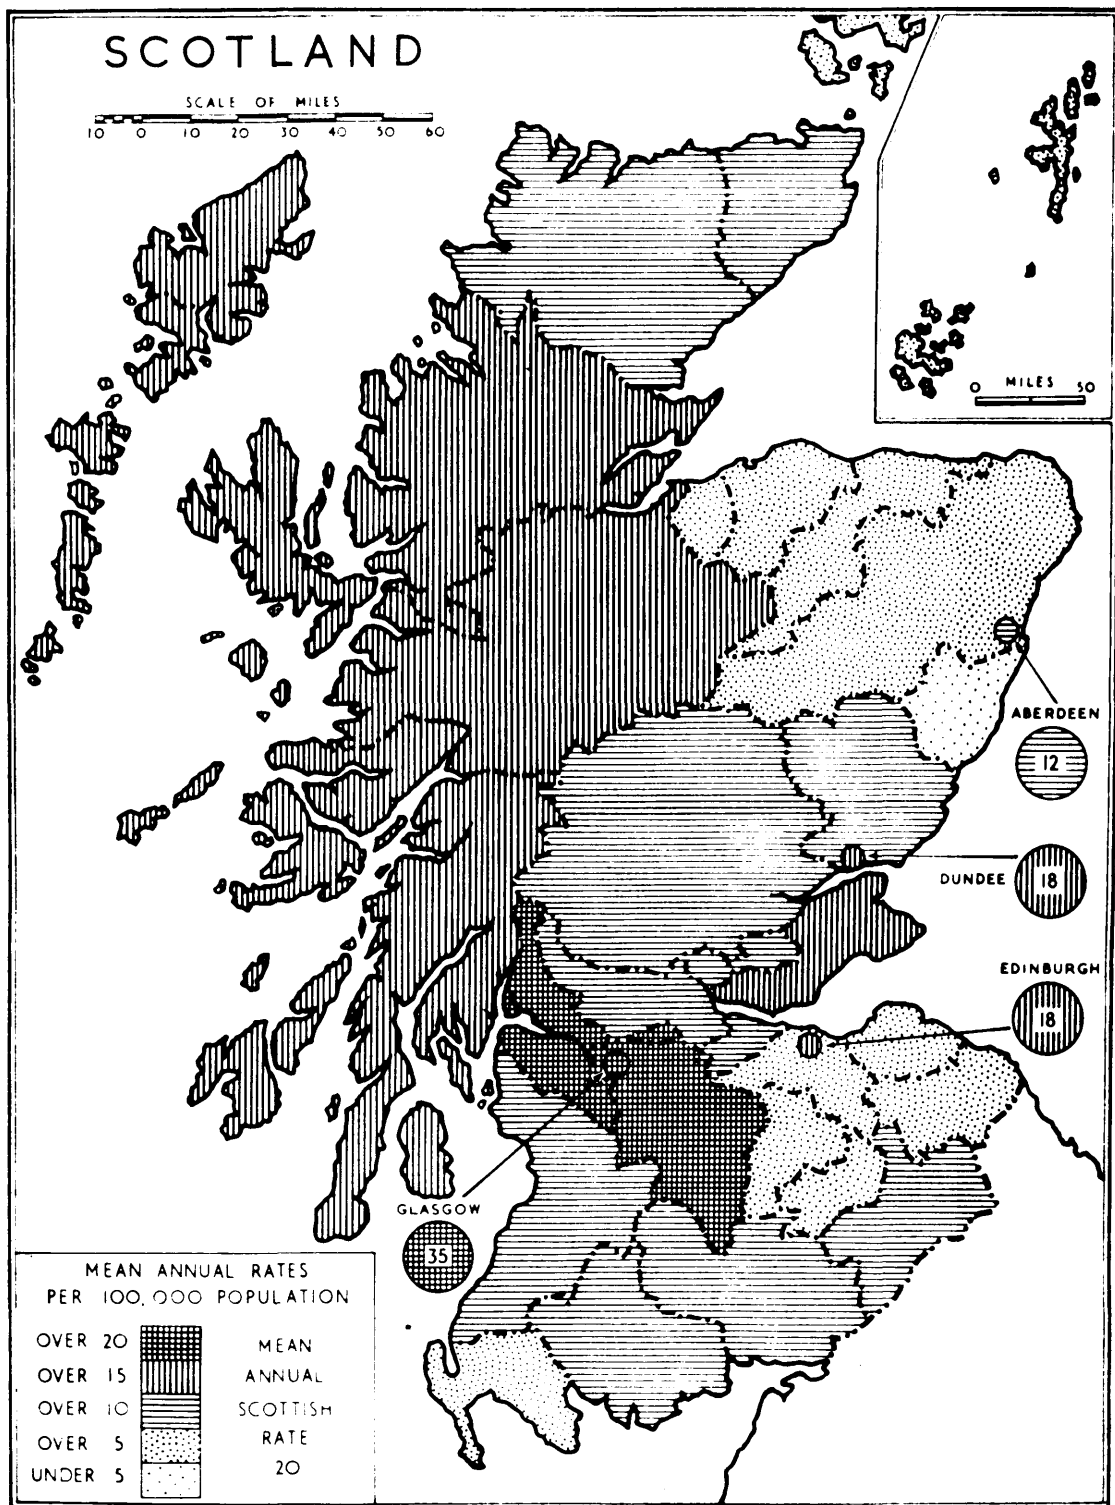 SCOTLAND
SCALE OF MILES
10 0 10 20 30 40 50 60
0 MILES 50
ABERDEEN
12
DUNDEE
18
EDINBURGH
18
GLASGOW
35
MEAN ANNUAL RATES
PER 100,000 POPULATION
OVER 20
OVER 15
OVER 10
OVER 5
UNDER 5
MEAN
ANNUAL
SCOTTISH
RATE
20